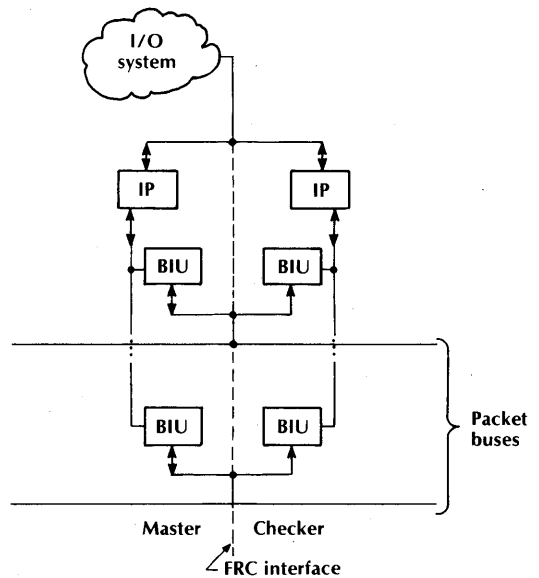 I/O
system
IP
IP
BIU
BIU
BIU
BIU
Packet
buses
Master
Checker
FRC interface